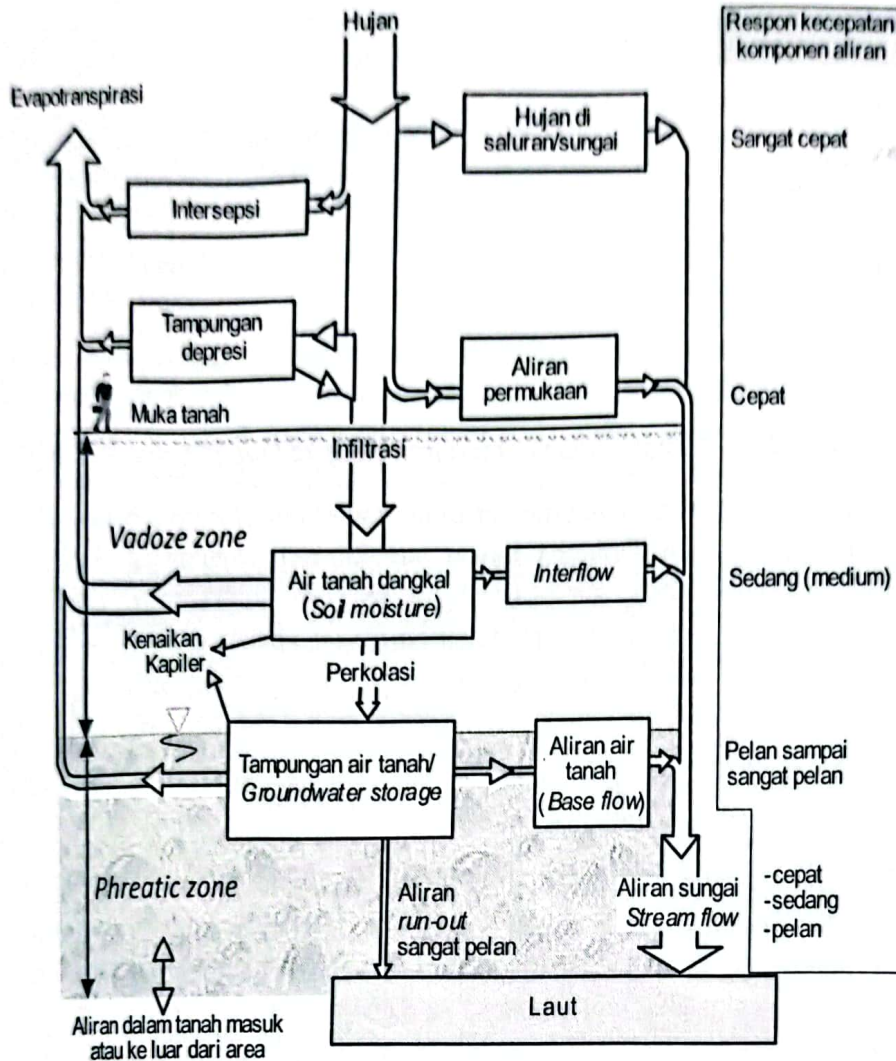 Hujan
Respon kecepatan
komponen aliran
Evapotranspirasi
Hujan di
saluran/sungai
Sangat cepat
Intersepsi
Tampungan
depresi
Aliran
permukaan
Cepat
Muka tanah
Infiltrasi
Vadoze zone
Air tanah dangkal
(Soil moisture)
Interflow
Sedang (medium)
Kenaikan
Kapiler
Perkolasi
Tampungan air tanah/
Groundwater storage
Aliran air
tanah
(Base flow)
Pelan sampai
sangat pelan
Phreatic zone
Aliran
run-out
sangat pelan
Aliran sungai
Stream flow
-cepat
-sedang
-pelan
Laut
Aliran dalam tanah masuk
atau ke luar dari area